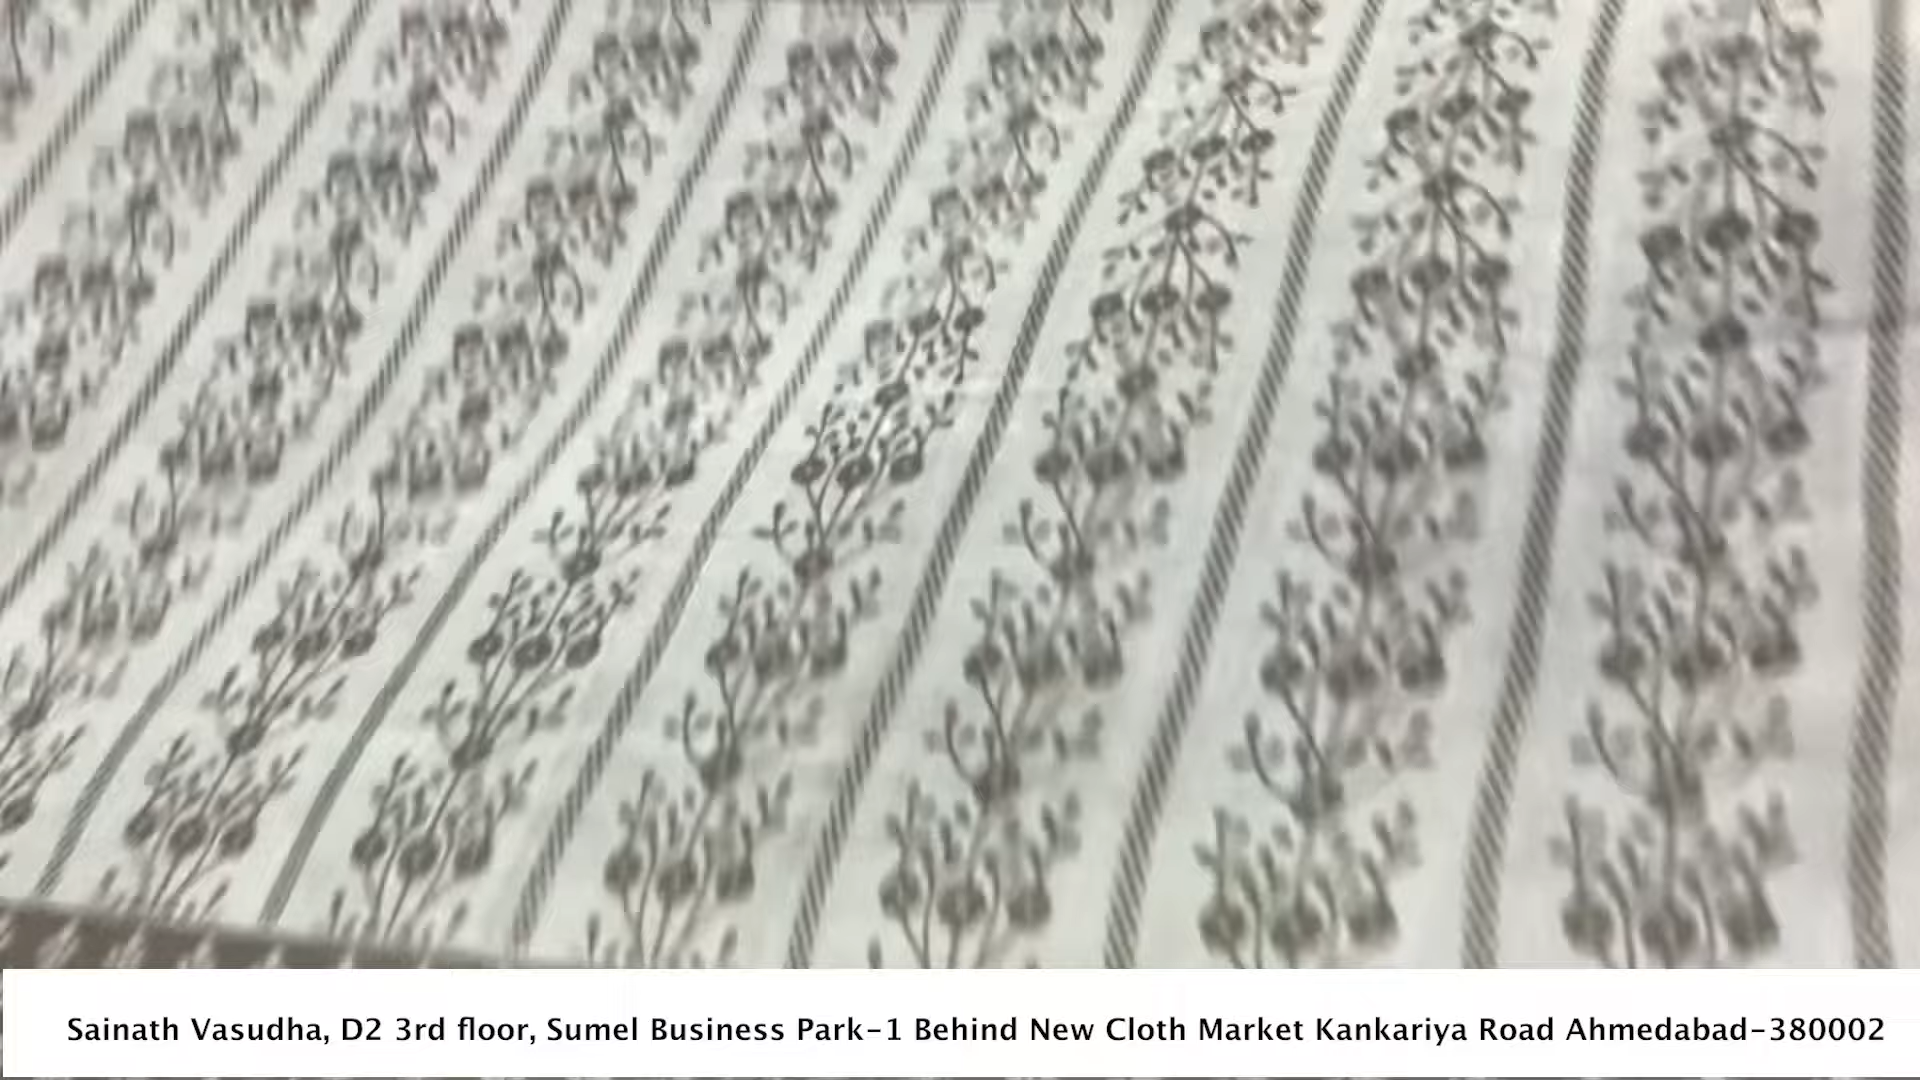 Sainath Vasudha, D2 3rd floor, Sumel Business Park-1 Behind New Cloth Market Kankariya Road Ahmedabad-380002